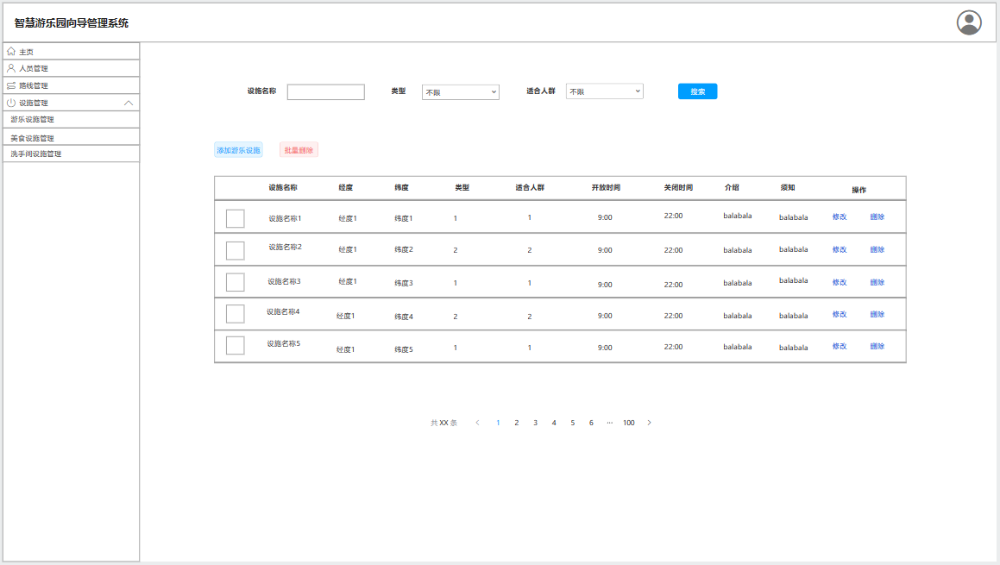 智慧游乐园向导管理系统
主页
人员管理
路线管理
设施管理
游乐设施管理
美食设施管理
洗手间设施管理
设施名称 类型 不限 适合人群 不限 搜索
添加游乐设施 批量删除
设施名称 经度 纬度 类型 适合人群 开放时间 关闭时间 介绍 须知 操作
设施名称1 经度1 纬度1 1 1 9:00 22:00 balabala balabala 修改 删除
设施名称2 经度1 纬度2 2 2 9:00 22:00 balabala balabala 修改 删除
设施名称3 经度1 纬度3 1 1 9:00 22:00 balabala balabala 修改 删除
设施名称4 经度1 纬度4 2 2 9:00 22:00 balabala balabala 修改 删除
设施名称5 经度1 纬度5 1 1 9:00 22:00 balabala balabala 修改 删除
共 XX 条 < 1 2 3 4 5 6 ··· 100 >